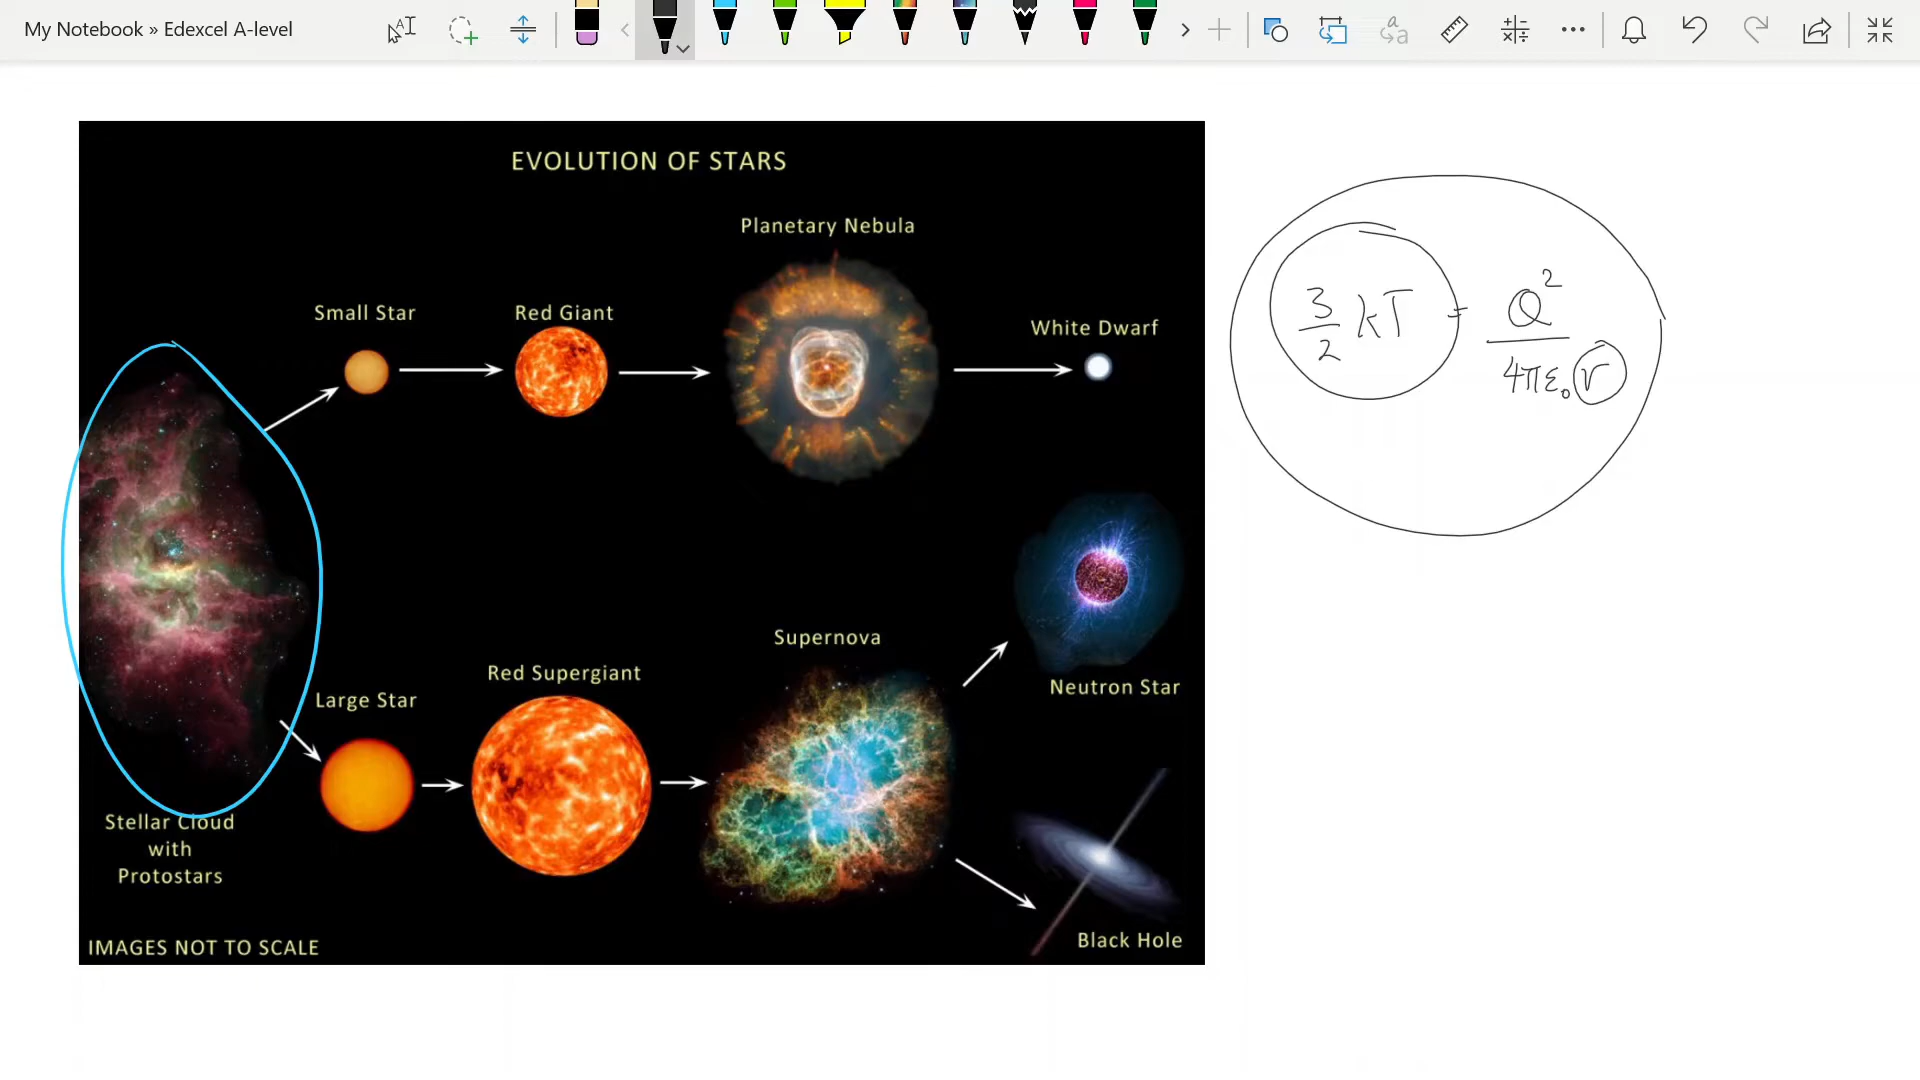 My Notebook » Edexcel A-level
EVOLUTION OF STARS
Planetary Nebula
Small Star
Red Giant
White Dwarf
Supernova
Red Supergiant
Neutron Star
Large Star
Stellar Cloud
with
Protostars
Black Hole
IMAGES NOT TO SCALE
3/2 kT = Q²/4πε₀r